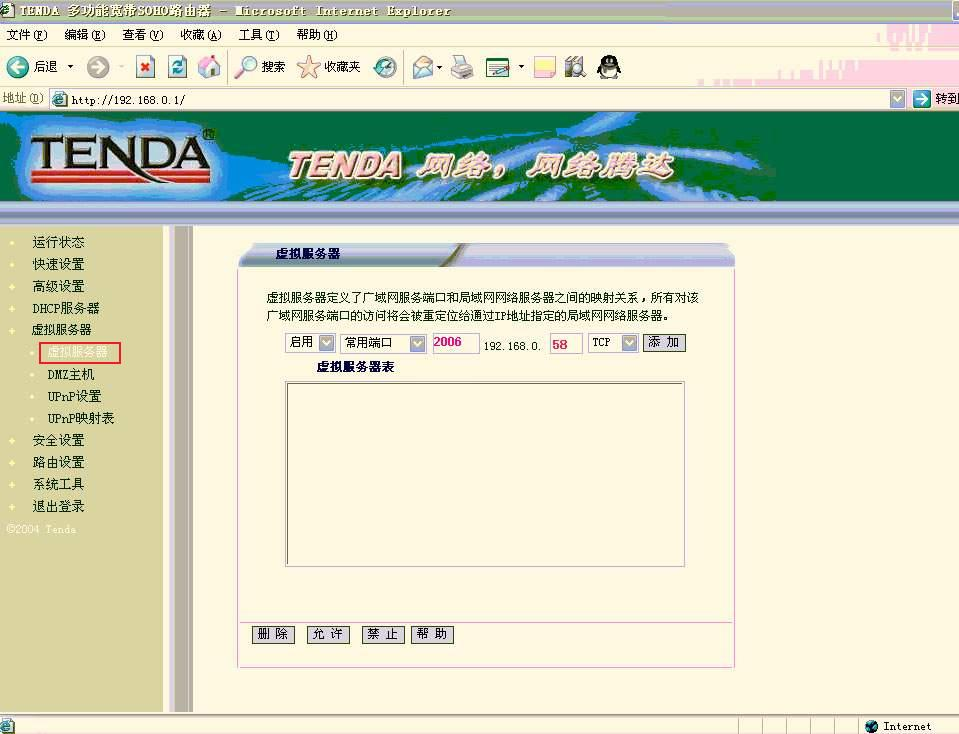 TENDA 多功能宽带SOHO路由器 - Microsoft Internet Explorer
文件(F) 编辑(E) 查看(V) 收藏(A) 工具(T) 帮助(H)
后退 搜索 收藏夹
地址(D) http://192.168.0.1/ 转到
TENDA®
TENDA 网络，网络腾达
运行状态
快速设置
高级设置
DHCP服务器
虚拟服务器
虚拟服务器
DMZ主机
UPnP设置
UPnP映射表
安全设置
路由设置
系统工具
退出登录
©2004 Tenda
虚拟服务器
虚拟服务器定义了广域网服务端口和局域网网络服务器之间的映射关系，所有对该
广域网服务端口的访问将会被重定位给通过IP地址指定的局域网网络服务器。
启用 常用端口 2006 192.168.0. 58 TCP 添 加
虚拟服务器表
删 除 允 许 禁 止 帮 助
Internet